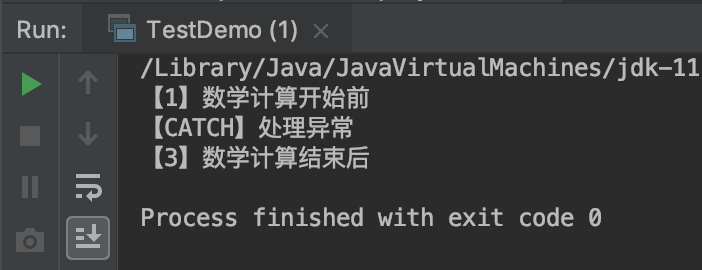 Run: TestDemo (1)
/Library/Java/JavaVirtualMachines/jdk-11
【1】数学计算开始前
【CATCH】处理异常
【3】数学计算结束后
Process finished with exit code 0